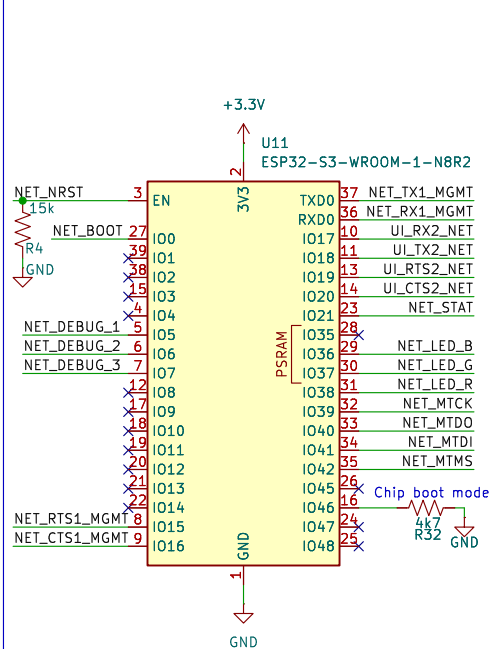 +3.3V
U11
ESP32-S3-WROOM-1-N8R2
2
3V3
NET_NRST 3 EN
TXD0 37 NET_TX1_MGMT
15k
R4
GND
RXD0 36 NET_RX1_MGMT
NET_BOOT 27 IO0
IO17 10 UI_RX2_NET
39 IO1
IO18 11 UI_TX2_NET
38 IO2
IO19 13 UI_RTS2_NET
15 IO3
IO20 14 UI_CTS2_NET
4 IO4
IO21 23 NET_STAT
NET_DEBUG_1 5 IO5
IO35 28
NET_DEBUG_2 6 IO6
IO36 29 NET_LED_B
NET_DEBUG_3 7 IO7
IO37 30 NET_LED_G
PSRAM
12 IO8
IO38 31 NET_LED_R
17 IO9
IO39 32 NET_MTCK
18 IO10
IO40 33 NET_MTDO
19 IO11
IO41 34 NET_MTDI
20 IO12
IO42 35 NET_MTMS
21 IO13
IO45 26
Chip boot mode
22 IO14
IO46 16
4k7
R32
GND
NET_RTS1_MGMT 8 IO15
IO47 24
NET_CTS1_MGMT 9 IO16
IO48 25
GND
1
GND